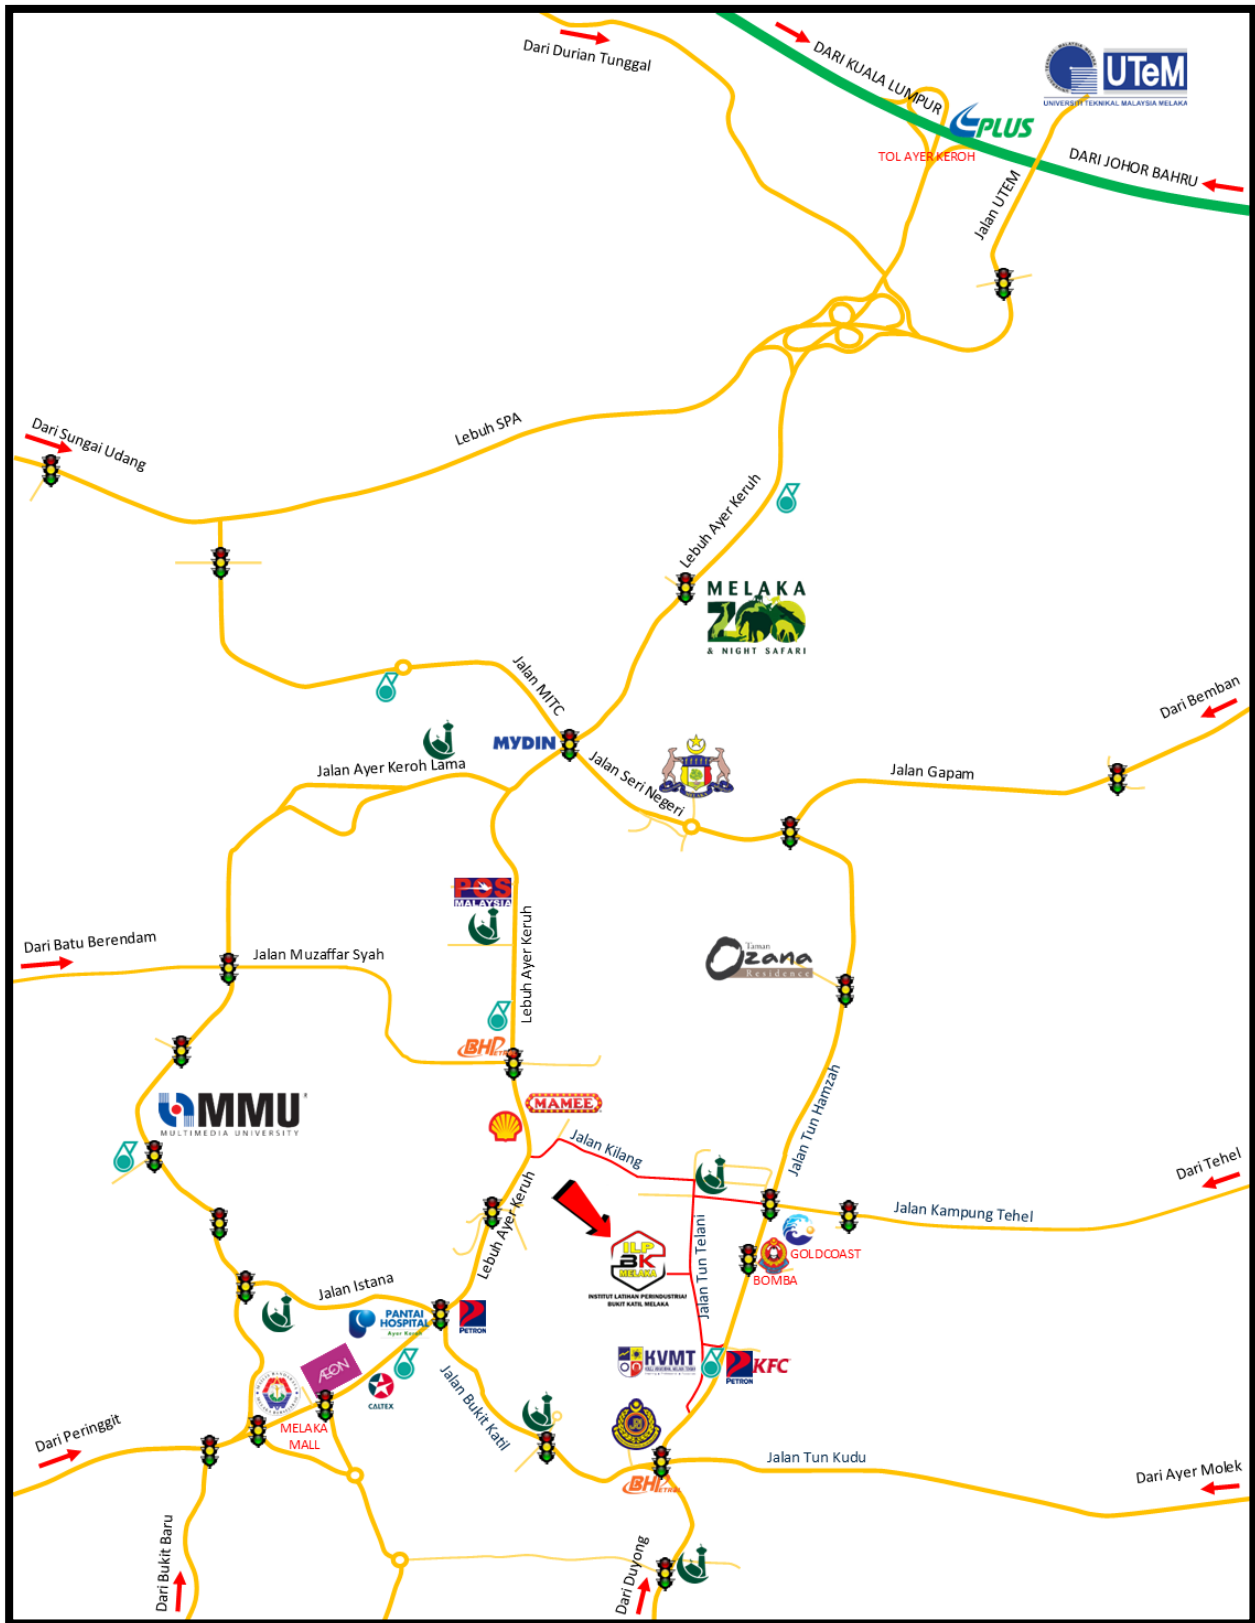 Dari Durian Tunggal
DARI KUALA LUMPUR
UTeM
UNIVERSITI TEKNIKAL MALAYSIA MELAKA
PLUS
TOL AYER KEROH
DARI JOHOR BAHRU
Jalan UTEM
Dari Sungai Udang
Lebuh SPA
Lebuh Ayer Keruh
MELAKA
ZOO
& NIGHT SAFARI
Jalan MITC
Dari Bemban
MYDIN
Jalan Ayer Keroh Lama
Jalan Seri Negeri
Jalan Gapam
POS
MALAYSIA
Lebuh Ayer Keruh
Dari Batu Berendam
Jalan Muzaffar Syah
Taman
Ozana
Residence
BHPetrol
MMU
MULTIMEDIA UNIVERSITY
MAMEE
Jalan Kilang
Jalan Tun Hamzah
Dari Tehel
Jalan Kampung Tehel
Lebuh Ayer Keruh
ILP
BK
MELAKA
INSTITUT LATIHAN PERINDUSTRIAN
BUKIT KATIL MELAKA
Jalan Tun Telani
GOLDCOAST
BOMBA
Jalan Istana
PANTAI
HOSPITAL
Ayer Keroh
PETRON
KVMT
PETRON
KFC
AEON
CALTEX
Jalan Bukit Katil
MELAKA
MALL
Dari Peringgit
BHPetrol
Jalan Tun Kudu
Dari Ayer Molek
Dari Bukit Baru
Dari Duyong